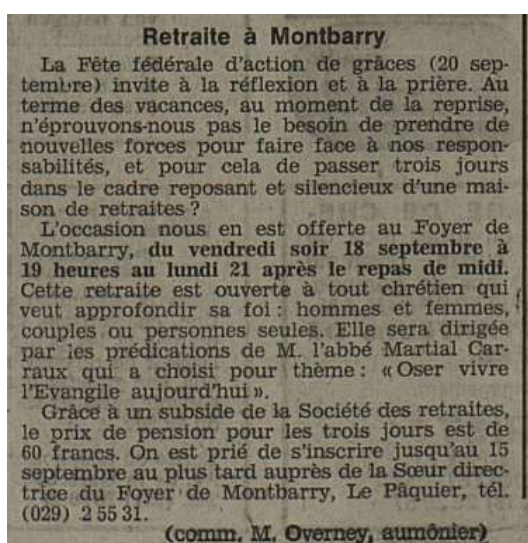 Retraite à Montbarry
La Fête fédérale d'action de grâces (20 sep-
tembre) invite à la réflexion et à la prière. Au
terme des vacances, au moment de la reprise,
n'éprouvons-nous pas le besoin de prendre de
nouvelles forces pour faire face à nos respon-
sabilités, et pour cela de passer trois jours
dans le cadre reposant et silencieux d'une mai-
son de retraites ?
L'occasion nous en est offerte au Foyer de
Montbarry, du vendredi soir 18 septembre à
19 heures au lundi 21 après le repas de midi.
Cette retraite est ouverte à tout chrétien qui
veut approfondir sa foi : hommes et femmes,
couples ou personnes seules. Elle sera dirigée
par les prédications de M. l'abbé Martial Car-
raux qui a choisi pour thème : « Oser vivre
l'Evangile aujourd'hui ».
Grâce à un subside de la Société des retraites,
le prix de pension pour les trois jours est de
60 francs. On est prié de s'inscrire jusqu'au 15
septembre au plus tard auprès de la Sœur direc-
trice du Foyer de Montbarry, Le Pâquier, tél.
(029) 2 55 31.
(comm. M. Overney, aumônier)